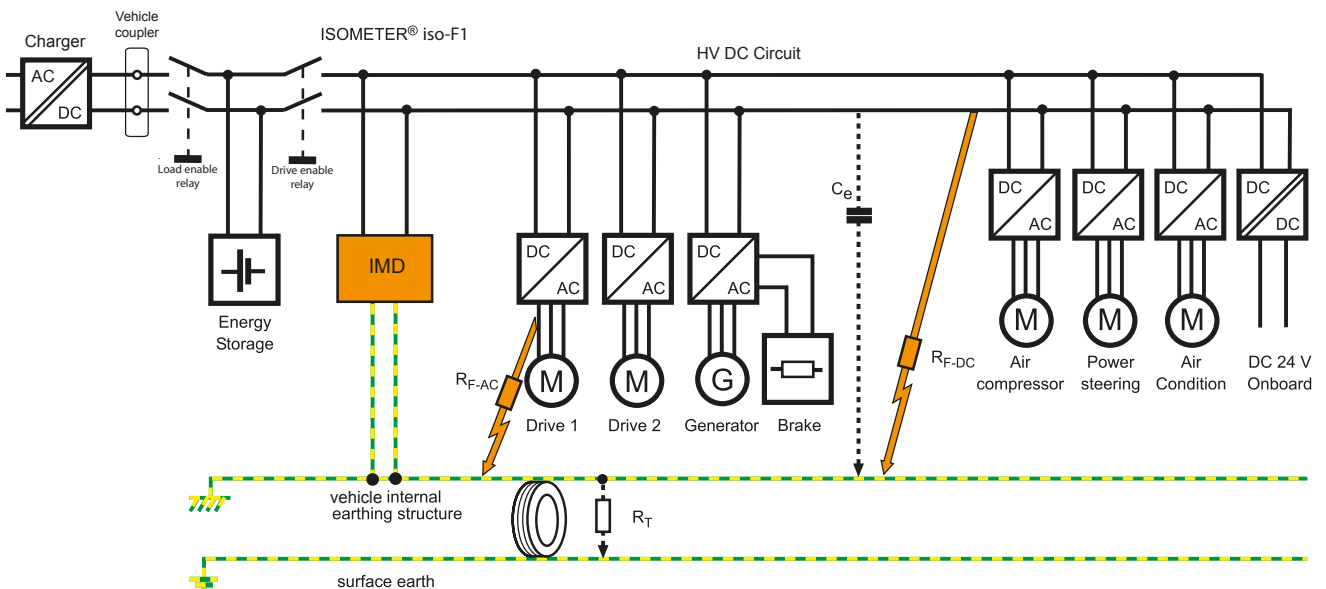 Vehicle
coupler
Charger
ISOMETER® iso-F1
HV DC Circuit
AC
DC
Load enable
relay
Drive enable
relay
Ce
DC
AC
DC
AC
DC
AC
DC
DC
IMD
DC
AC
DC
AC
DC
AC
Energy
Storage
M
M
M
RF-AC
M
M
G
RF-DC
Air
compressor
Power
steering
Air
Condition
DC 24 V
Onboard
Drive 1
Drive 2
Generator
Brake
vehicle internal
earthing structure
RT
surface earth